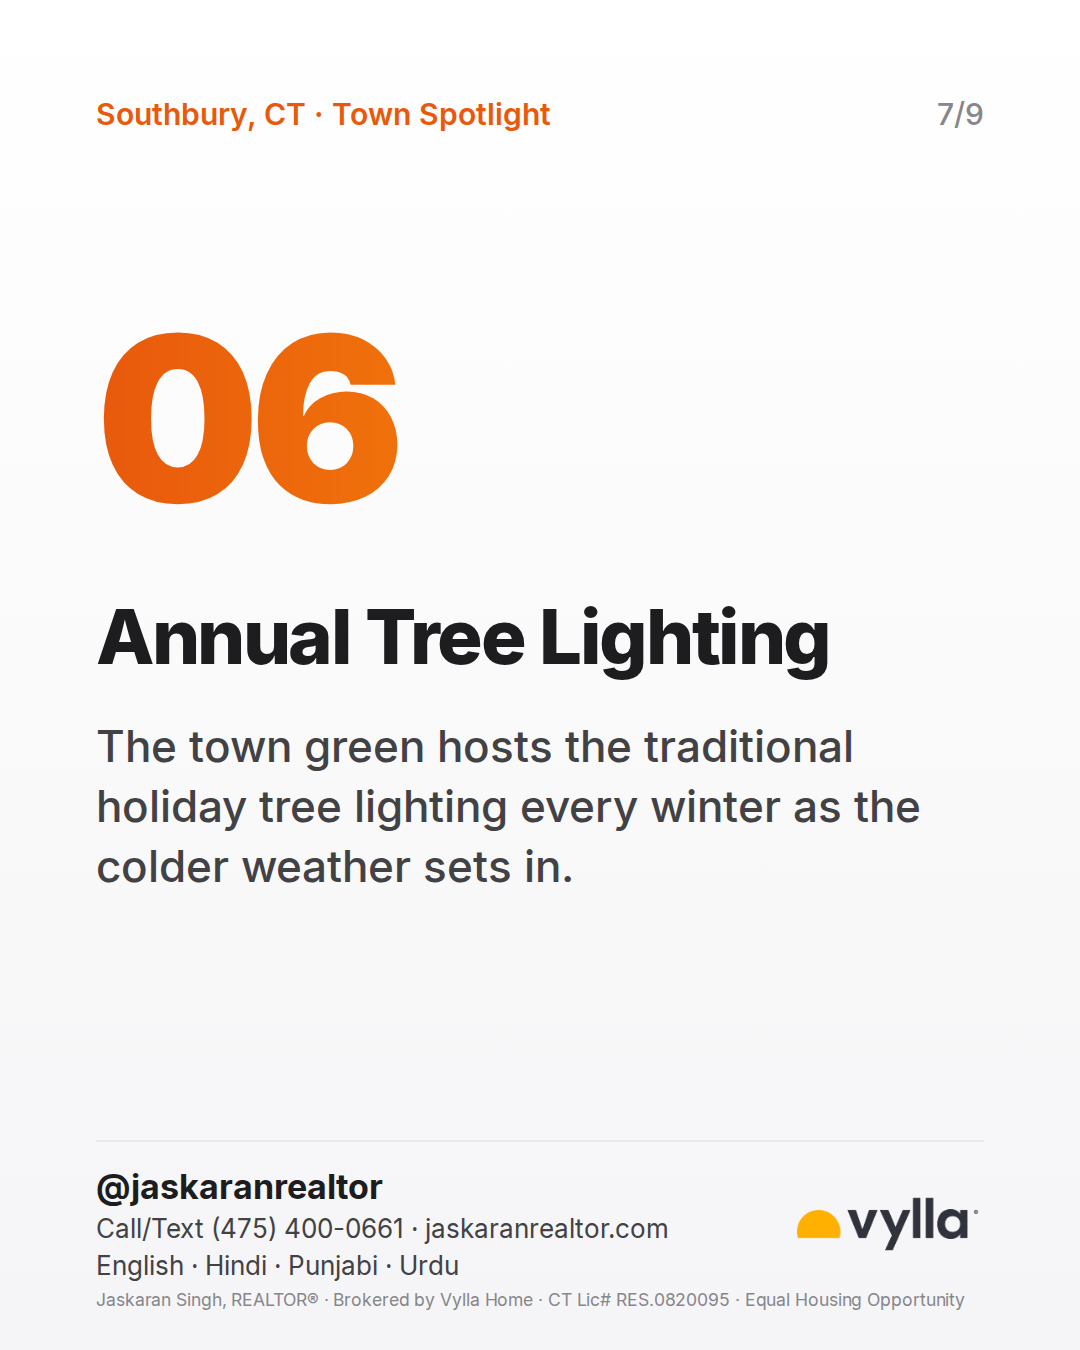 Southbury, CT · Town Spotlight
7/9
06
Annual Tree Lighting
The town green hosts the traditional
holiday tree lighting every winter as the
colder weather sets in.
@jaskaranrealtor
Call/Text (475) 400-0661 · jaskaranrealtor.com
English · Hindi · Punjabi · Urdu
vylla
Jaskaran Singh, REALTOR® · Brokered by Vylla Home · CT Lic# RES.0820095 · Equal Housing Opportunity